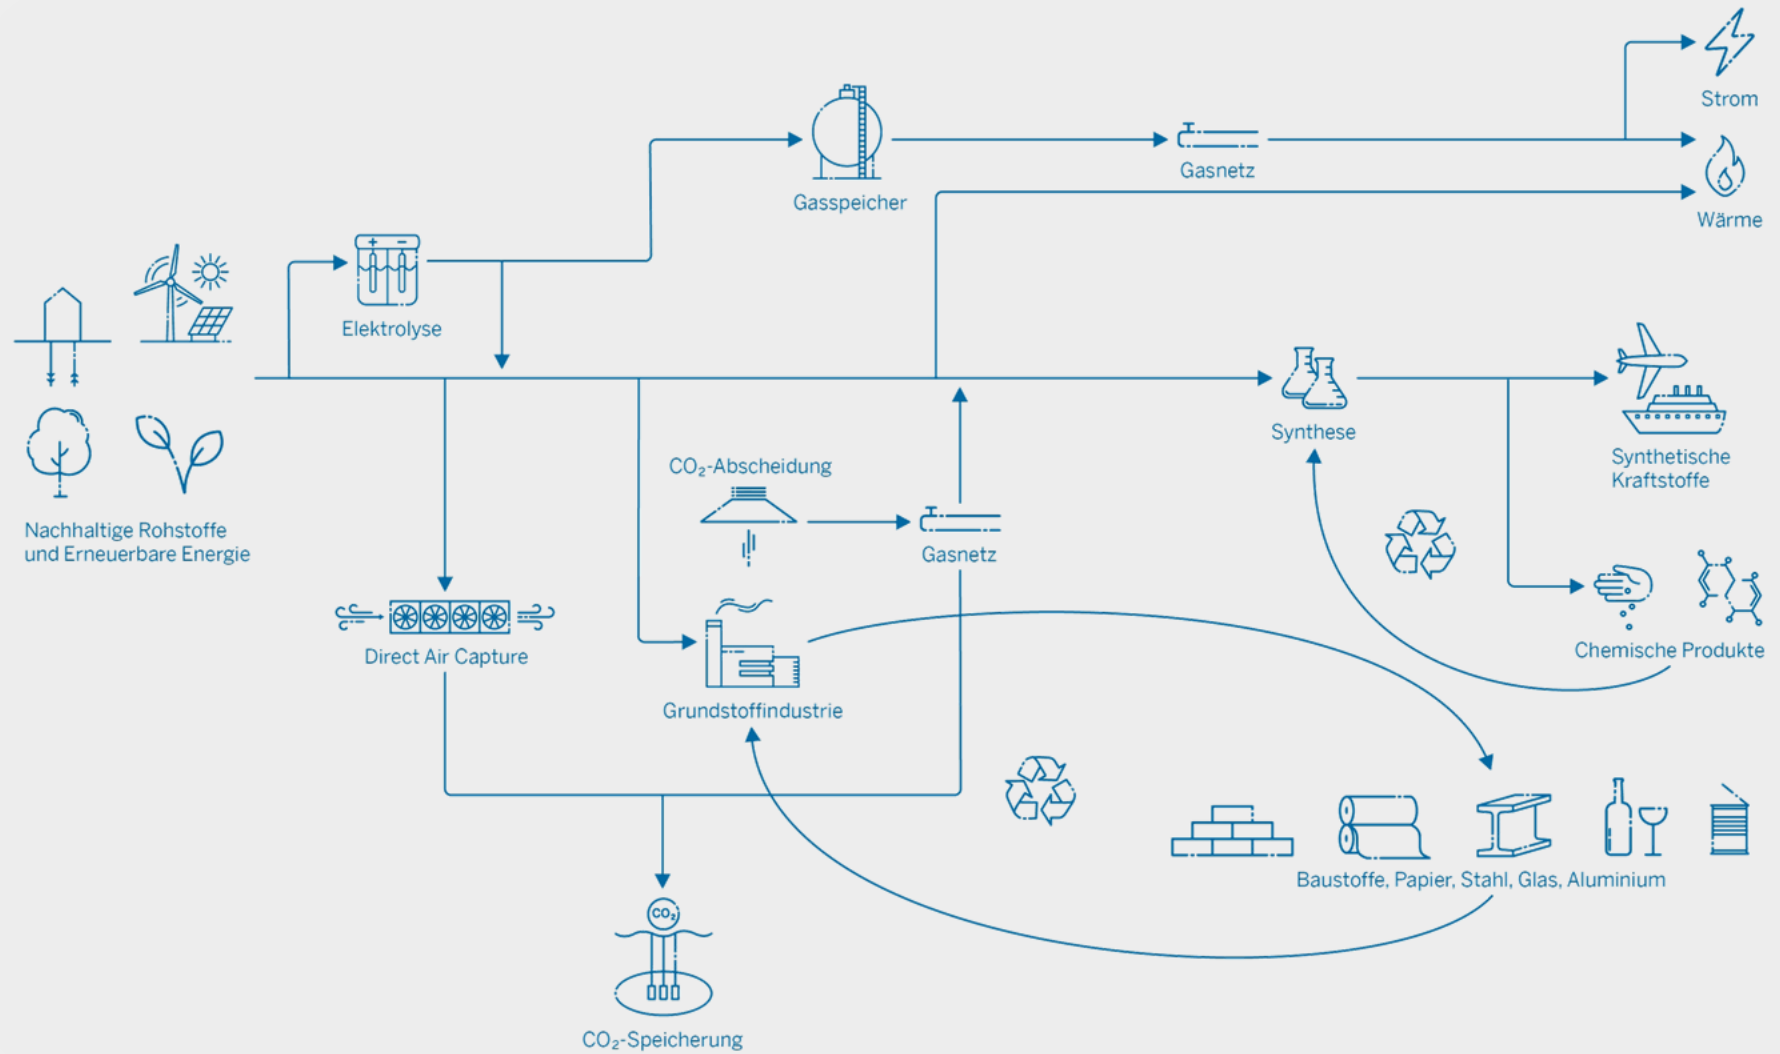 Strom
Gasnetz
Gasspeicher
Wärme
+ −
Elektrolyse
Synthese
Synthetische
Kraftstoffe
CO₂-Abscheidung
Nachhaltige Rohstoffe
und Erneuerbare Energie
Gasnetz
Direct Air Capture
Chemische Produkte
Grundstoffindustrie
Baustoffe, Papier, Stahl, Glas, Aluminium
CO₂
CO₂-Speicherung